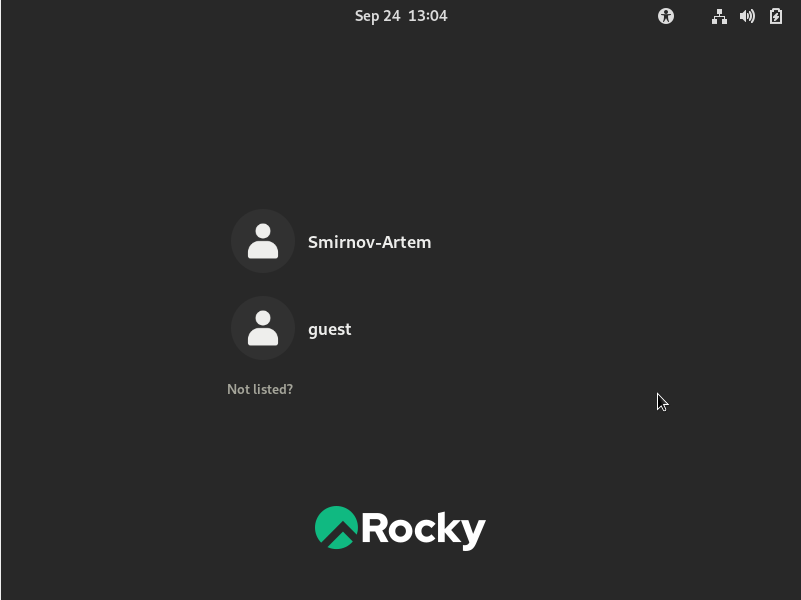 Sep 24 13:04
Smirnov-Artem
guest
Not listed?
Rocky